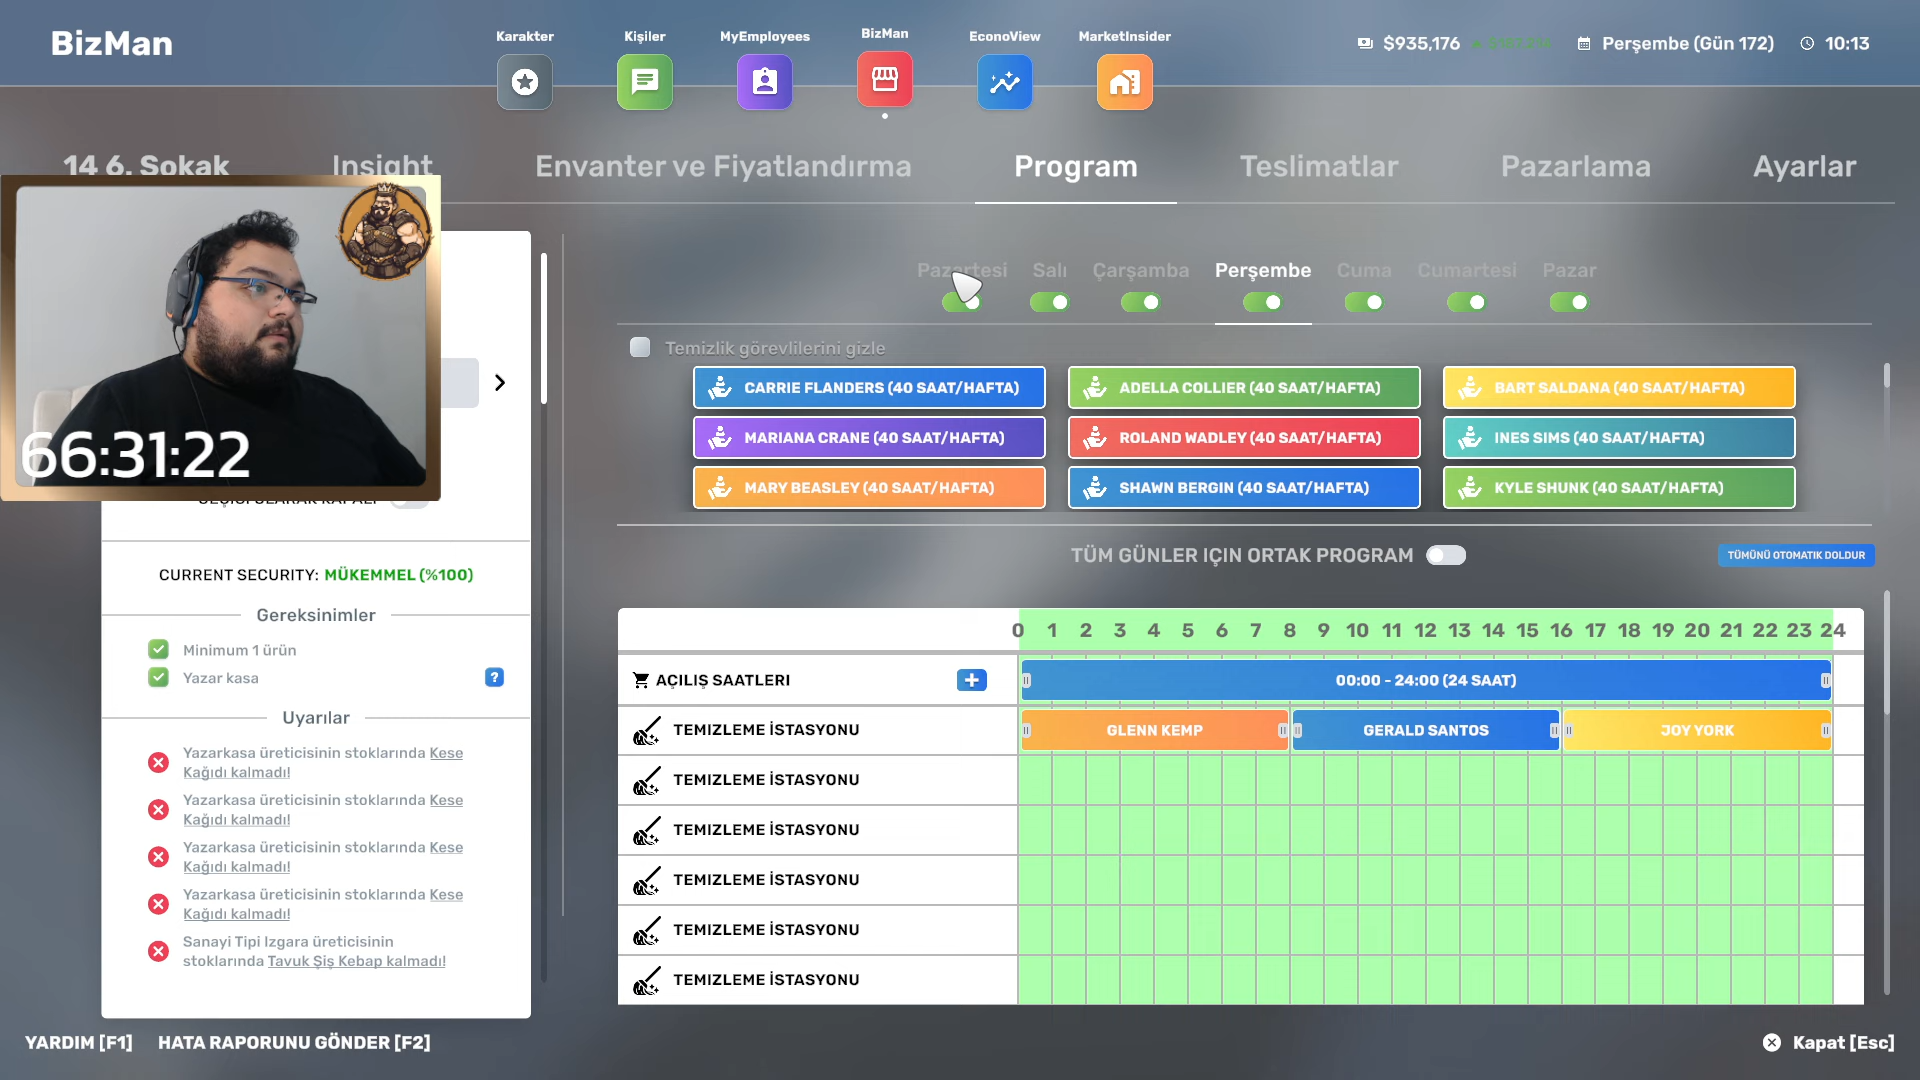 BizMan
Karakter
Kişiler
MyEmployees
BizMan
EconoView
MarketInsider
$935,176
Perşembe (Gün 172)
10:13
14 6. Sokak
Insight
Envanter ve Fiyatlandırma
Program
Teslimatlar
Pazarlama
Ayarlar
66:31:22
Pazartesi
Salı
Çarşamba
Perşembe
Cuma
Cumartesi
Pazar
Temizlik görevlilerini gizle
CARRIE FLANDERS (40 SAAT/HAFTA)
ADELLA COLLIER (40 SAAT/HAFTA)
BART SALDANA (40 SAAT/HAFTA)
MARIANA CRANE (40 SAAT/HAFTA)
ROLAND WADLEY (40 SAAT/HAFTA)
INES SIMS (40 SAAT/HAFTA)
MARY BEASLEY (40 SAAT/HAFTA)
SHAWN BERGIN (40 SAAT/HAFTA)
KYLE SHUNK (40 SAAT/HAFTA)
TÜM GÜNLER IÇIN ORTAK PROGRAM
TÜMÜNÜ OTOMATIK DOLDUR
CURRENT SECURITY: MÜKEMMEL (%100)
Gereksinimler
Minimum 1 ürün
Yazar kasa
?
Uyarılar
Yazarkasa üreticisinin stoklarında Kese
Kağıdı kalmadı!
Yazarkasa üreticisinin stoklarında Kese
Kağıdı kalmadı!
Yazarkasa üreticisinin stoklarında Kese
Kağıdı kalmadı!
Yazarkasa üreticisinin stoklarında Kese
Kağıdı kalmadı!
Sanayi Tipi Izgara üreticisinin
stoklarında Tavuk Şiş Kebap kalmadı!
0 1 2 3 4 5 6 7 8 9 10 11 12 13 14 15 16 17 18 19 20 21 22 23 24
AÇILIŞ SAATLERI
00:00 - 24:00 (24 SAAT)
TEMIZLEME İSTASYONU
GLENN KEMP
GERALD SANTOS
JOY YORK
TEMIZLEME İSTASYONU
TEMIZLEME İSTASYONU
TEMIZLEME İSTASYONU
TEMIZLEME İSTASYONU
TEMIZLEME İSTASYONU
YARDIM [F1]
HATA RAPORUNU GÖNDER [F2]
Kapat [Esc]